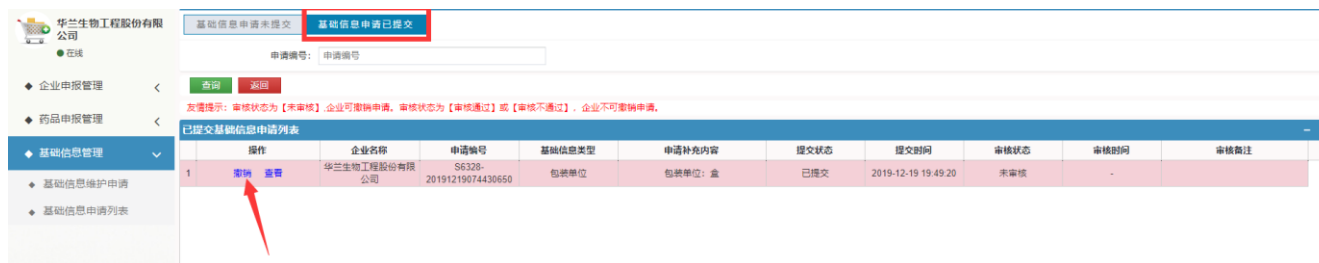 华兰生物工程股份有限
公司
在线
基础信息申请未提交 基础信息申请已提交
申请编号： 申请编号
查询 返回
友情提示：审核状态为【未审核】,企业可撤销申请。审核状态为【审核通过】或【审核不通过】，企业不可撤销申请。
企业申报管理
药品申报管理
基础信息管理
基础信息维护申请
基础信息申请列表
已提交基础信息申请列表
操作 企业名称 申请编号 基础信息类型 申请补充内容 提交状态 提交时间 审核状态 审核时间 审核备注
1 撤销 查看 华兰生物工程股份有限公司 S6328-20191219074430650 包装单位 包装单位：盒 已提交 2019-12-19 19:49:20 未审核 -